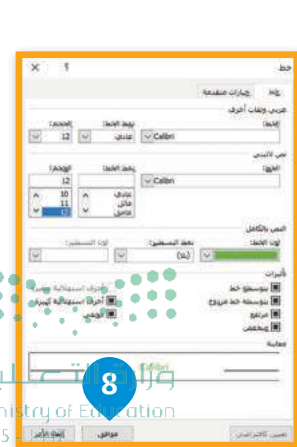 خط
؟ ×
خط خيارات متقدمة
عربي ولغات أخرى
الخط: نمط الخط: الحجم:
Calibri عادي 12
نص لاتيني
الخط: نمط الخط: الحجم:
Calibri 12
عادي 10
مائل 11
غامق 12
النص بالكامل
لون الخط: نمط التسطير: لون التسطير:
(بلا)
تأثيرات
يتوسطه خط
يتوسطه خط مزدوج أحرف استهلالية كبيرة
مرتفع مخفي
منخفض
معاينة
Calibri
8
Ministry of Education
تعيين كافتراضي موافق إلغاء الأمر